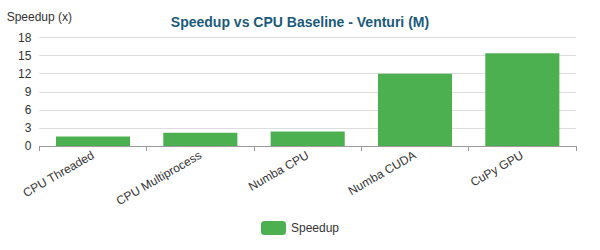 Speedup (x)
Speedup vs CPU Baseline - Venturi (M)
18
15
12
9
6
3
0
CPU Threaded
CPU Multiprocess
Numba CPU
Numba CUDA
CuPy GPU
Speedup